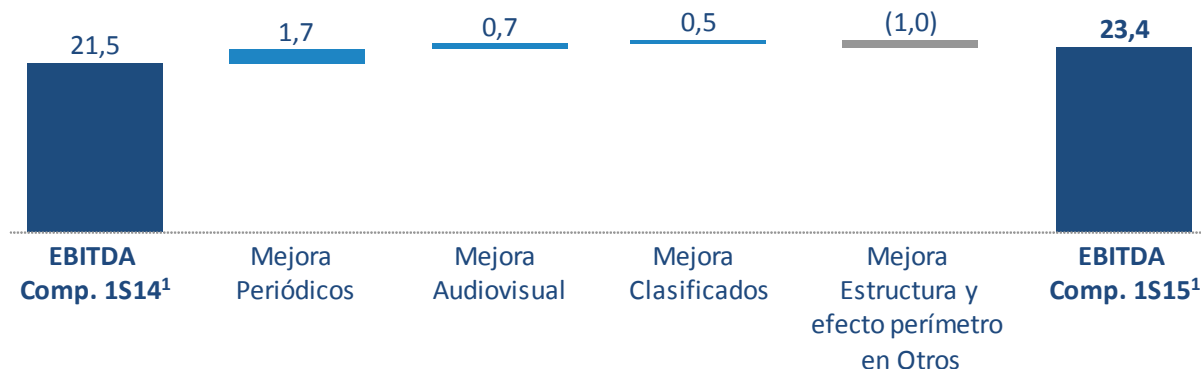 21,5
1,7
0,7
0,5
(1,0)
23,4
EBITDA
Comp. 1S14¹
Mejora
Periódicos
Mejora
Audiovisual
Mejora
Clasificados
Mejora
Estructura y
efecto perímetro
en Otros
EBITDA
Comp. 1S15¹